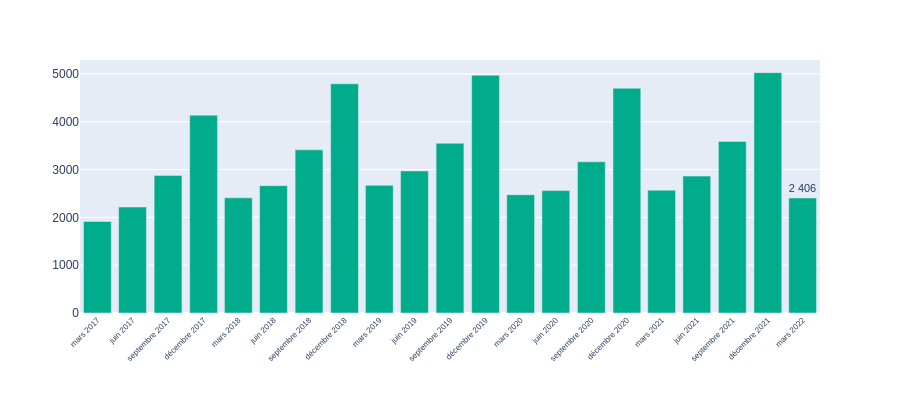 5000
4000
3000
2000
1000
0
2 406
mars 2017
juin 2017
septembre 2017
décembre 2017
mars 2018
juin 2018
septembre 2018
décembre 2018
mars 2019
juin 2019
septembre 2019
décembre 2019
mars 2020
juin 2020
septembre 2020
décembre 2020
mars 2021
juin 2021
septembre 2021
décembre 2021
mars 2022